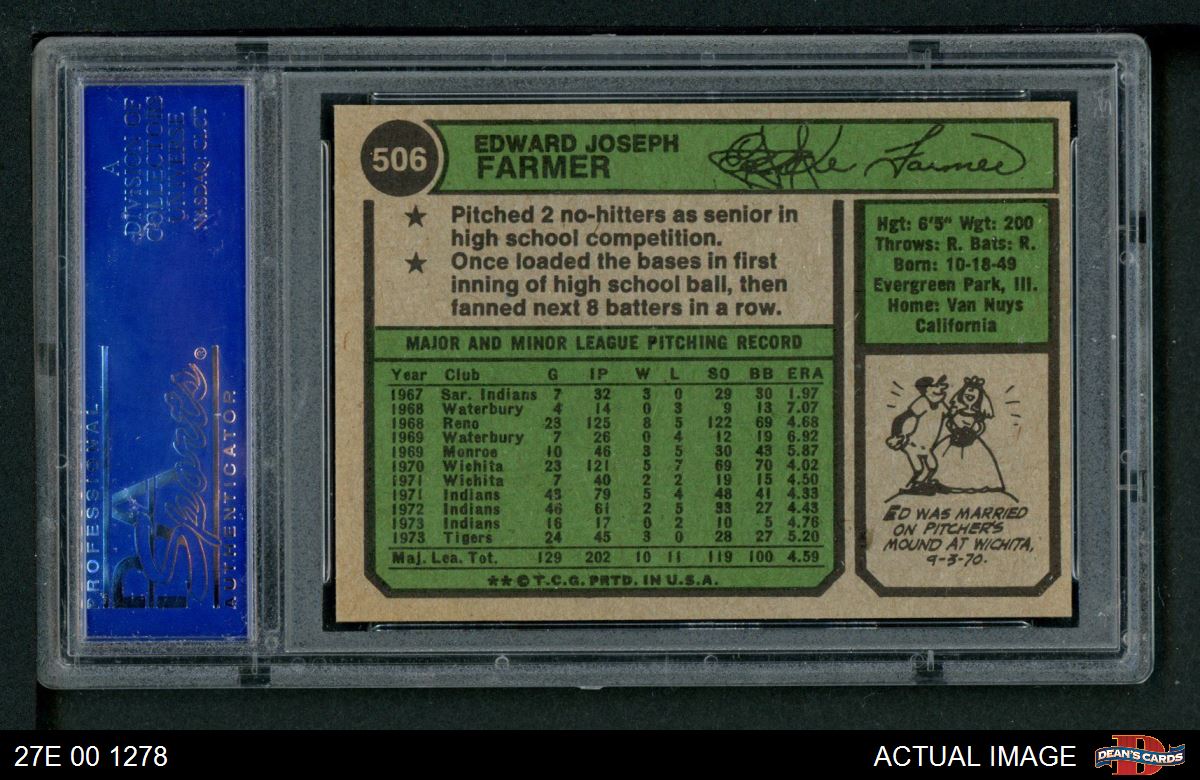 A
DIVISION OF
COLLECTORS
UNIVERSE
NASDAQ: CLCT
PROFESSIONAL
PSA
Sports®
AUTHENTICATOR
506
EDWARD JOSEPH
FARMER
Farmer
★ Pitched 2 no-hitters as senior in
high school competition.
★ Once loaded the bases in first
inning of high school ball, then
fanned next 8 batters in a row.
MAJOR AND MINOR LEAGUE PITCHING RECORD
Year Club G IP W L SO BB ERA
1967 Sar. Indians 7 32 3 0 29 30 1.97
1968 Waterbury 4 14 0 3 9 13 7.07
1968 Reno 23 125 8 5 122 69 4.68
1969 Waterbury 7 26 0 4 12 19 6.92
1969 Monroe 10 46 3 5 30 43 5.87
1970 Wichita 23 121 5 7 69 70 4.02
1971 Wichita 7 40 2 2 19 15 4.50
1971 Indians 43 79 5 4 48 41 4.33
1972 Indians 46 61 2 5 33 27 4.43
1973 Indians 16 17 0 2 10 5 4.76
1973 Tigers 24 45 3 0 28 27 5.20
Maj. Lea. Tot. 129 202 10 11 119 100 4.59
★★© T.C.G. PRTD. IN U.S.A.
Hgt: 6'5" Wgt: 200
Throws: R. Bats: R.
Born: 10-18-49
Evergreen Park, Ill.
Home: Van Nuys
California
ED WAS MARRIED
ON PITCHER'S
MOUND AT WICHITA,
9-3-70.
27E 00 1278
ACTUAL IMAGE
DEAN'S CARDS